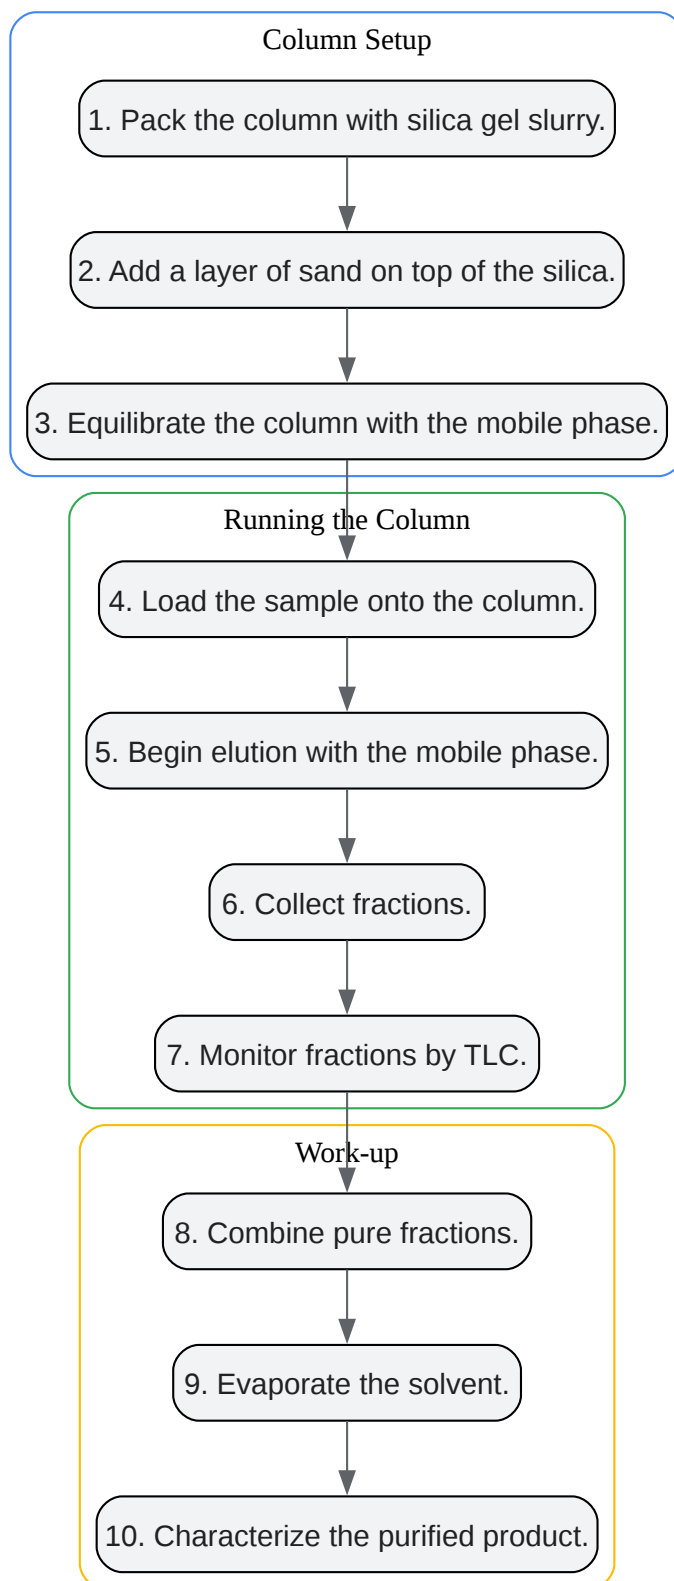 Column Setup
1. Pack the column with silica gel slurry.
2. Add a layer of sand on top of the silica.
3. Equilibrate the column with the mobile phase.
Running the Column
4. Load the sample onto the column.
5. Begin elution with the mobile phase.
6. Collect fractions.
7. Monitor fractions by TLC.
Work-up
8. Combine pure fractions.
9. Evaporate the solvent.
10. Characterize the purified product.